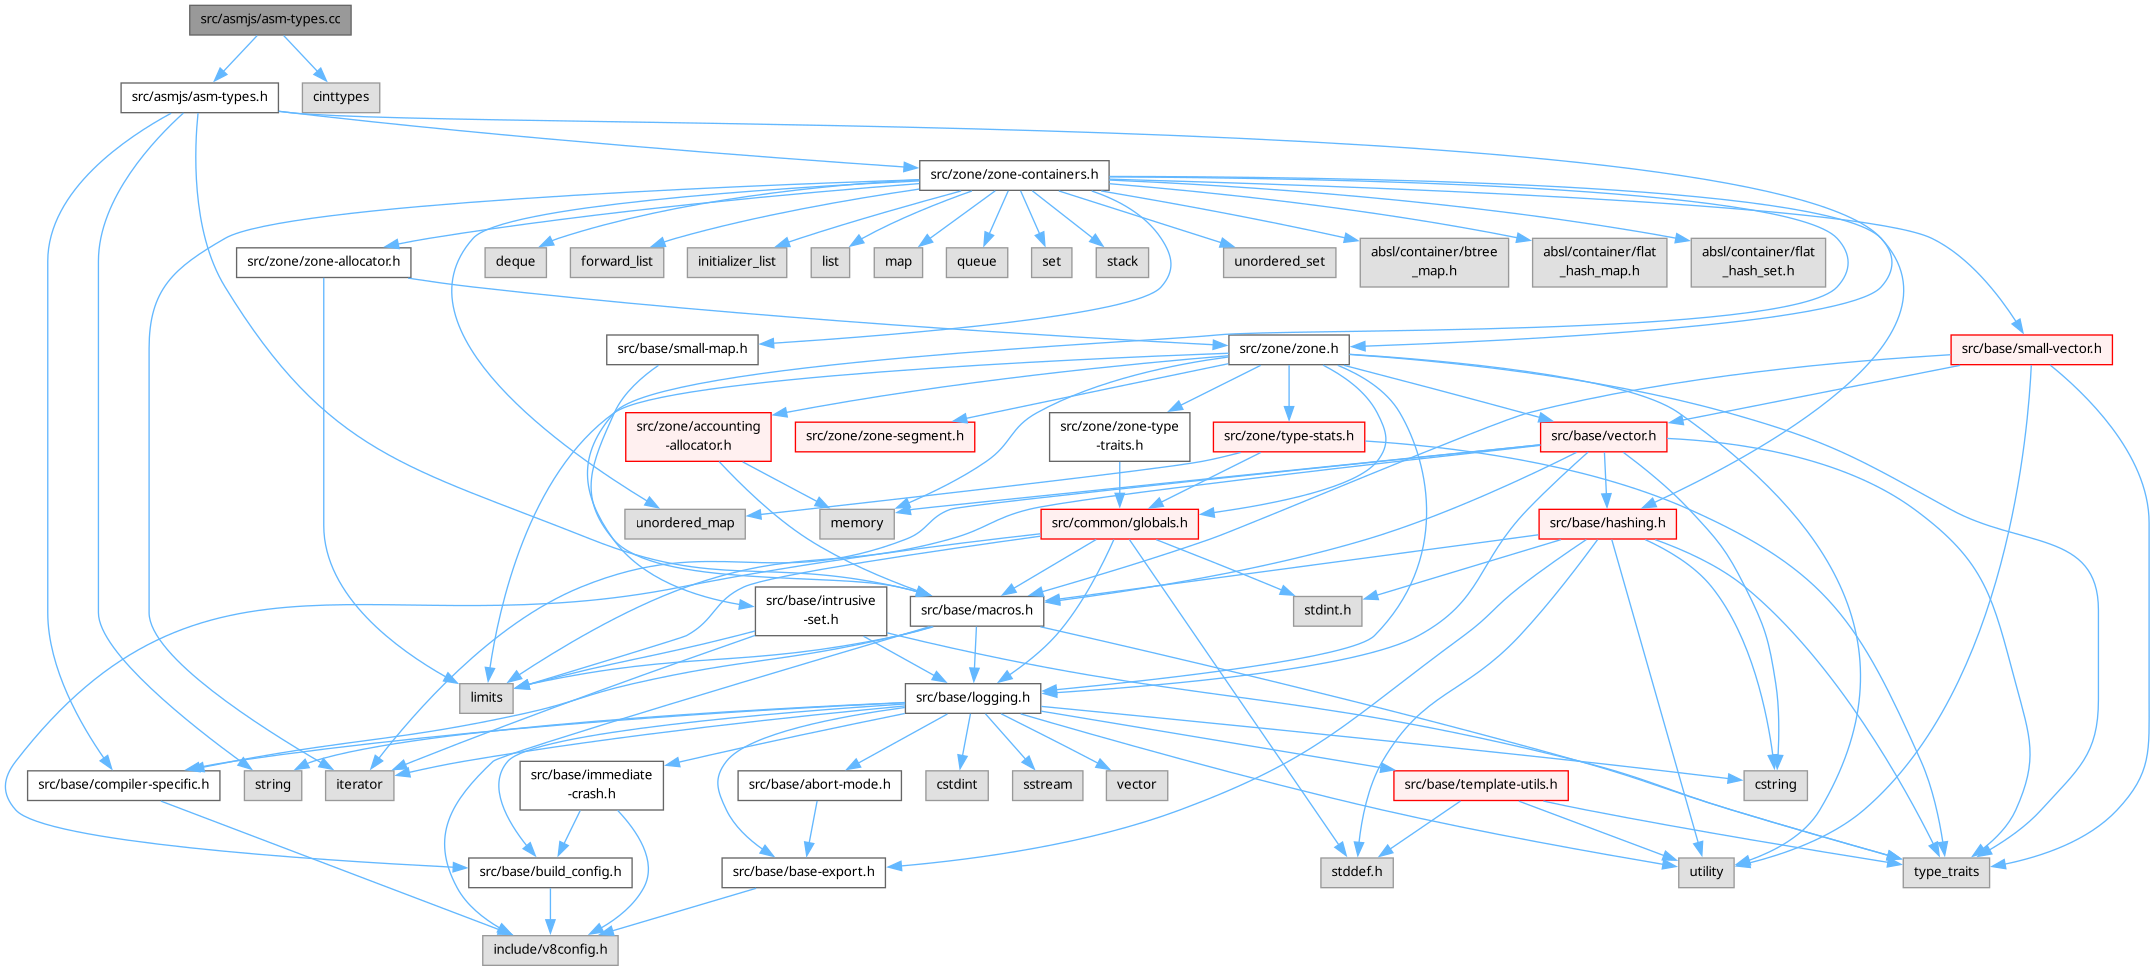 src/asmjs/asm-types.cc
src/asmjs/asm-types.h
cinttypes
src/zone/zone-containers.h
src/zone/zone-allocator.h
deque
forward_list
initializer_list
list
map
queue
set
stack
unordered_set
absl/container/btree
_map.h
absl/container/flat
_hash_map.h
absl/container/flat
_hash_set.h
src/base/small-map.h
src/zone/zone.h
src/base/small-vector.h
src/zone/accounting
-allocator.h
src/zone/zone-segment.h
src/zone/zone-type
-traits.h
src/zone/type-stats.h
src/base/vector.h
unordered_map
memory
src/common/globals.h
src/base/hashing.h
src/base/intrusive
-set.h
src/base/macros.h
stdint.h
limits
src/base/logging.h
src/base/compiler-specific.h
string
iterator
src/base/immediate
-crash.h
src/base/abort-mode.h
cstdint
sstream
vector
src/base/template-utils.h
cstring
src/base/build_config.h
src/base/base-export.h
stddef.h
utility
type_traits
include/v8config.h